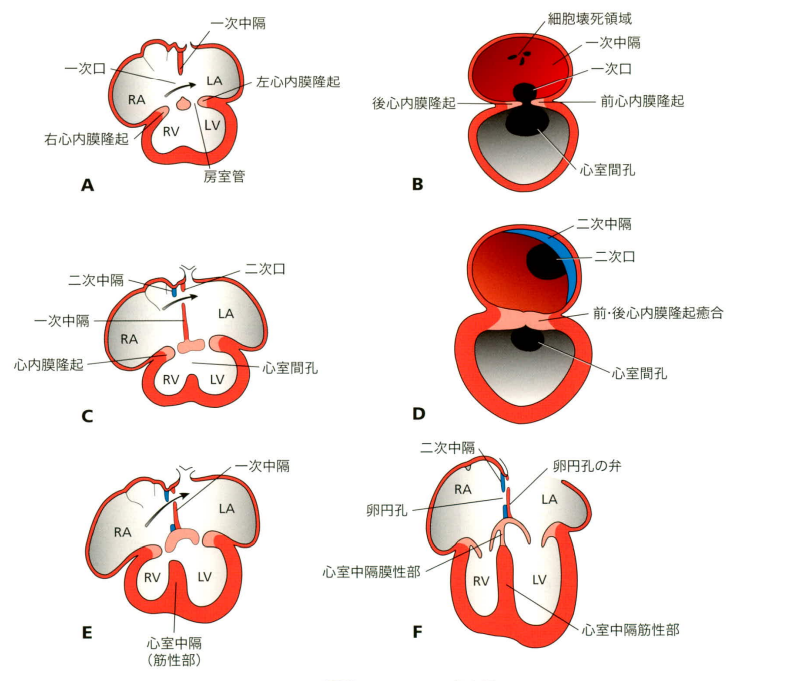 一次中隔
一次口
LA
左心内膜隆起
RA
RV
LV
右心内膜隆起
房室管
A
細胞壊死領域
一次中隔
一次口
後心内膜隆起
前心内膜隆起
心室間孔
B
二次口
二次中隔
一次中隔
LA
RA
心内膜隆起
心室間孔
RV
LV
C
二次中隔
二次口
前・後心内膜隆起癒合
心室間孔
D
一次中隔
LA
RA
RV
LV
E
心室中隔
(筋性部)
二次中隔
卵円孔の弁
RA
LA
卵円孔
心室中隔膜性部
RV
LV
F
心室中隔筋性部